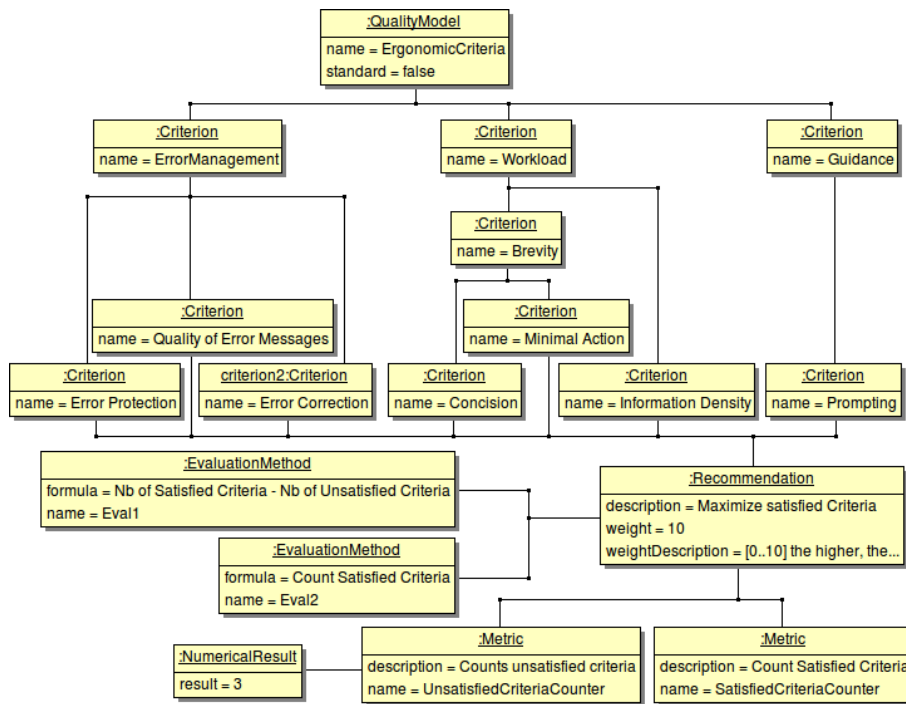 :QualityModel
name = ErgonomicCriteria
standard = false
:Criterion
name = ErrorManagement
:Criterion
name = Workload
:Criterion
name = Guidance
:Criterion
name = Brevity
:Criterion
name = Quality of Error Messages
:Criterion
name = Minimal Action
:Criterion
name = Error Protection
criterion2:Criterion
name = Error Correction
:Criterion
name = Concision
:Criterion
name = Information Density
:Criterion
name = Prompting
:EvaluationMethod
formula = Nb of Satisfied Criteria - Nb of Unsatisfied Criteria
name = Eval1
:Recommendation
description = Maximize satisfied Criteria
weight = 10
weightDescription = [0..10] the higher, the...
:EvaluationMethod
formula = Count Satisfied Criteria
name = Eval2
:NumericalResult
result = 3
:Metric
description = Counts unsatisfied criteria
name = UnsatisfiedCriteriaCounter
:Metric
description = Count Satisfied Criteria
name = SatisfiedCriteriaCounter